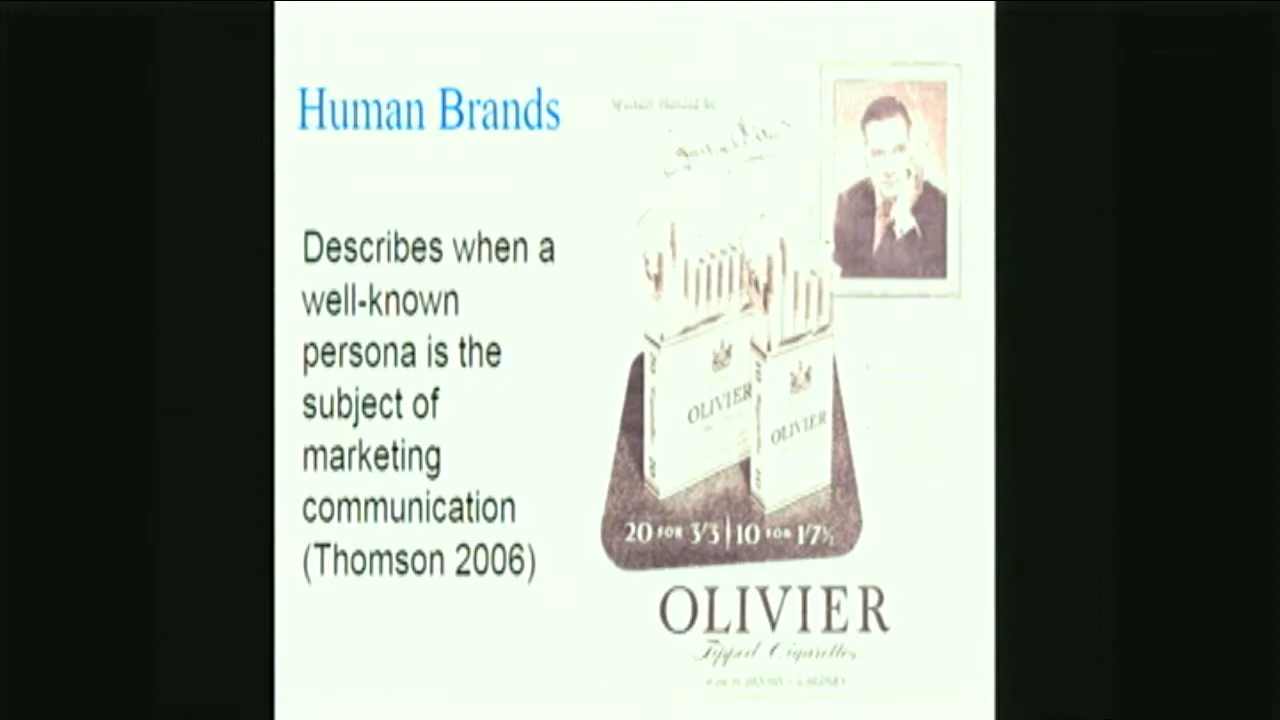 Human Brands
Describes when a
well-known
persona is the
subject of
marketing
communication
(Thomson 2006)
OLIVIER
OLIVIER
20 FOR 3'3 | 10 FOR 1'7½
OLIVIER
Tipped Cigarettes